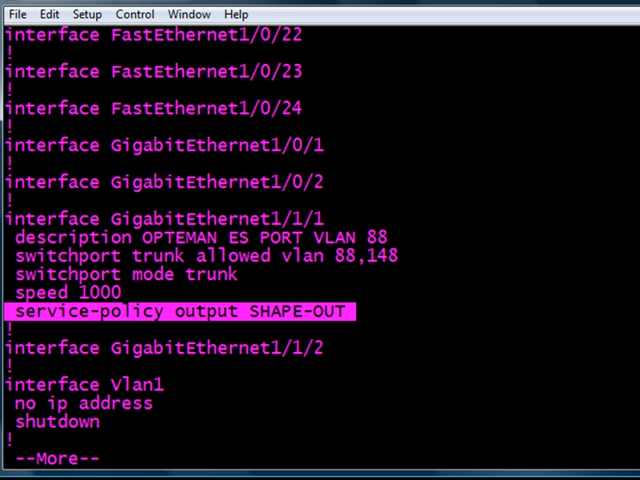 File Edit Setup Control Window Help
interface FastEthernet1/0/22
!
interface FastEthernet1/0/23
!
interface FastEthernet1/0/24
!
interface GigabitEthernet1/0/1
!
interface GigabitEthernet1/0/2
!
interface GigabitEthernet1/1/1
description OPTEMAN ES PORT VLAN 88
switchport trunk allowed vlan 88,148
switchport mode trunk
speed 1000
service-policy output SHAPE-OUT
!
interface GigabitEthernet1/1/2
!
interface Vlan1
no ip address
shutdown
!
--More--